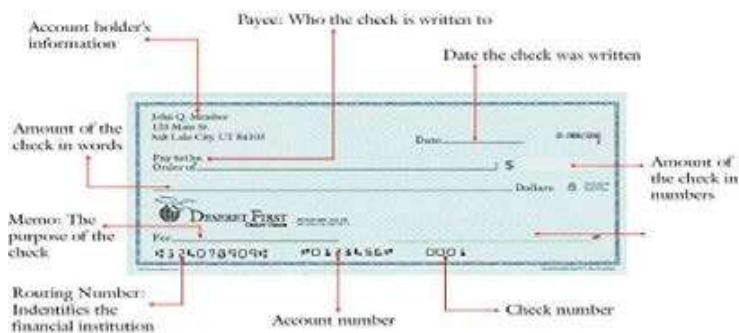 Account holder's
information
Payee: Who the check is written to
Date the check was written
John Q. Member
123 Main St.
Salt Lake City, UT 84103
Date
Pay to the
Order of
$
Dollars
Amount of the
check in words
Amount of
the check in
numbers
DESERET FIRST
Memo: The
purpose of the
check
For
0001
Routing Number:
Indentifies the
financial institution
Account number
Check number